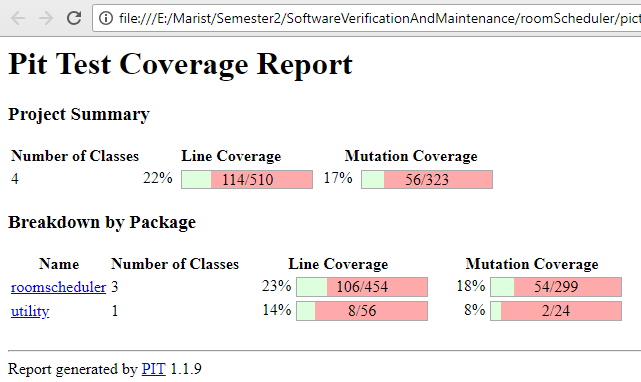 file:///E:/Marist/Semester2/SoftwareVerificationAndMaintenance/roomScheduler/pict
Pit Test Coverage Report
Project Summary
Number of Classes Line Coverage Mutation Coverage
4 22% 114/510 17% 56/323
Breakdown by Package
Name Number of Classes Line Coverage Mutation Coverage
roomscheduler 3 23% 106/454 18% 54/299
utility 1 14% 8/56 8% 2/24
Report generated by PIT 1.1.9